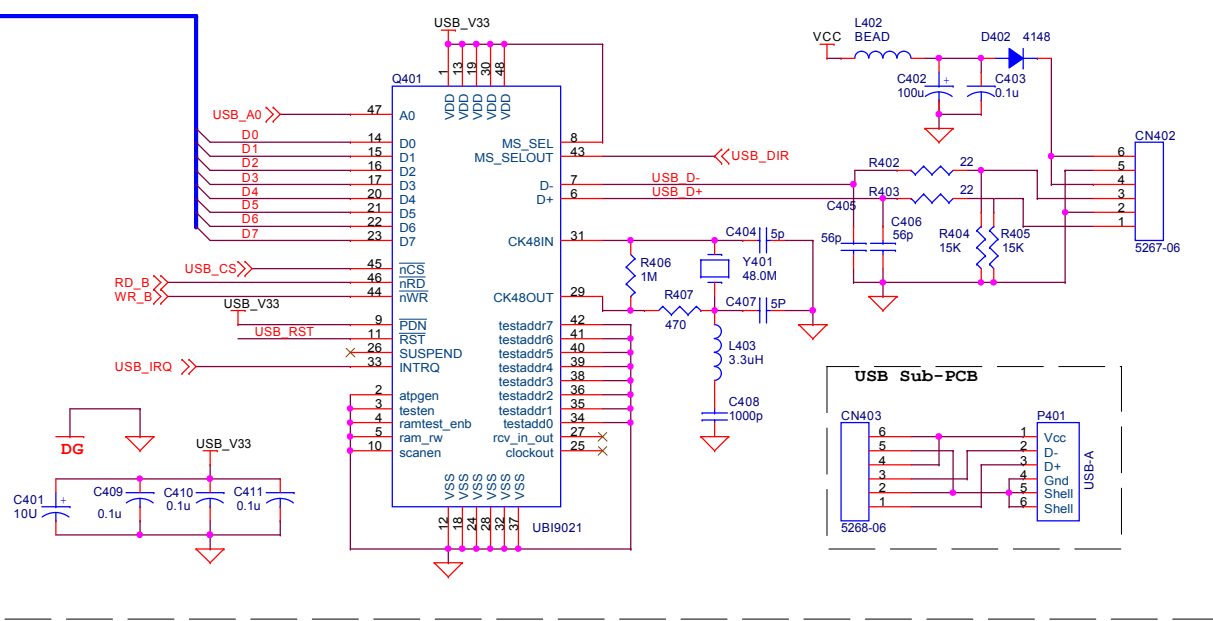 USB_V33
L402
BEAD
VCC
D402 4148
C402
100u
+
C403
0.1u
Q401
1
13
19
30
48
VDD
VDD
VDD
VDD
VDD
USB_A0
47
A0
D0
14
D0
D1
15
D1
D2
16
D2
D3
17
D3
D4
20
D4
D5
21
D5
D6
22
D6
D7
23
D7
USB_CS
45
nCS
RD_B
46
nRD
WR_B
44
nWR
USB_V33
9
PDN
USB_RST
11
RST
26
SUSPEND
USB_IRQ
33
INTRQ
2
atpgen
3
testen
4
ramtest_enb
5
ram_rw
10
scanen
MS_SEL
8
MS_SELOUT
43
USB_DIR
D-
7
USB_D-
D+
6
USB_D+
CK48IN
31
CK48OUT
29
testaddr7
42
testaddr6
41
testaddr5
40
testaddr4
39
testaddr3
38
testaddr2
36
testaddr1
35
testadd0
34
rcv_in_out
27
clockout
25
VSS
VSS
VSS
VSS
VSS
VSS
12
18
24
28
32
37
UBI9021
R402
22
R403
22
C405
56p
C406
56p
R404
15K
R405
15K
CN402
6
5
4
3
2
1
5267-06
C404
5p
R406
1M
Y401
48.0M
R407
470
C407
5P
L403
3.3uH
C408
1000p
DG
USB_V33
C401
10U
+
C409
0.1u
C410
0.1u
C411
0.1u
USB Sub-PCB
CN403
6
5
4
3
2
1
5268-06
P401
1
Vcc
2
D-
3
D+
4
Gnd
5
Shell
6
Shell
USB-A